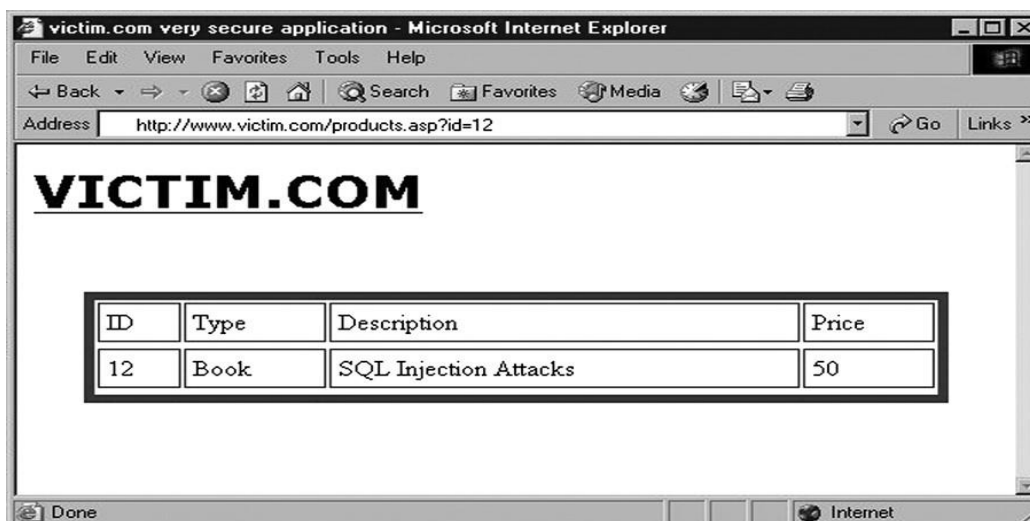 victim.com very secure application - Microsoft Internet Explorer
File Edit View Favorites Tools Help
Back Search Favorites Media
Address http://www.victim.com/products.asp?id=12 Go Links »
VICTIM.COM
ID Type Description Price
12 Book SQL Injection Attacks 50
Done Internet